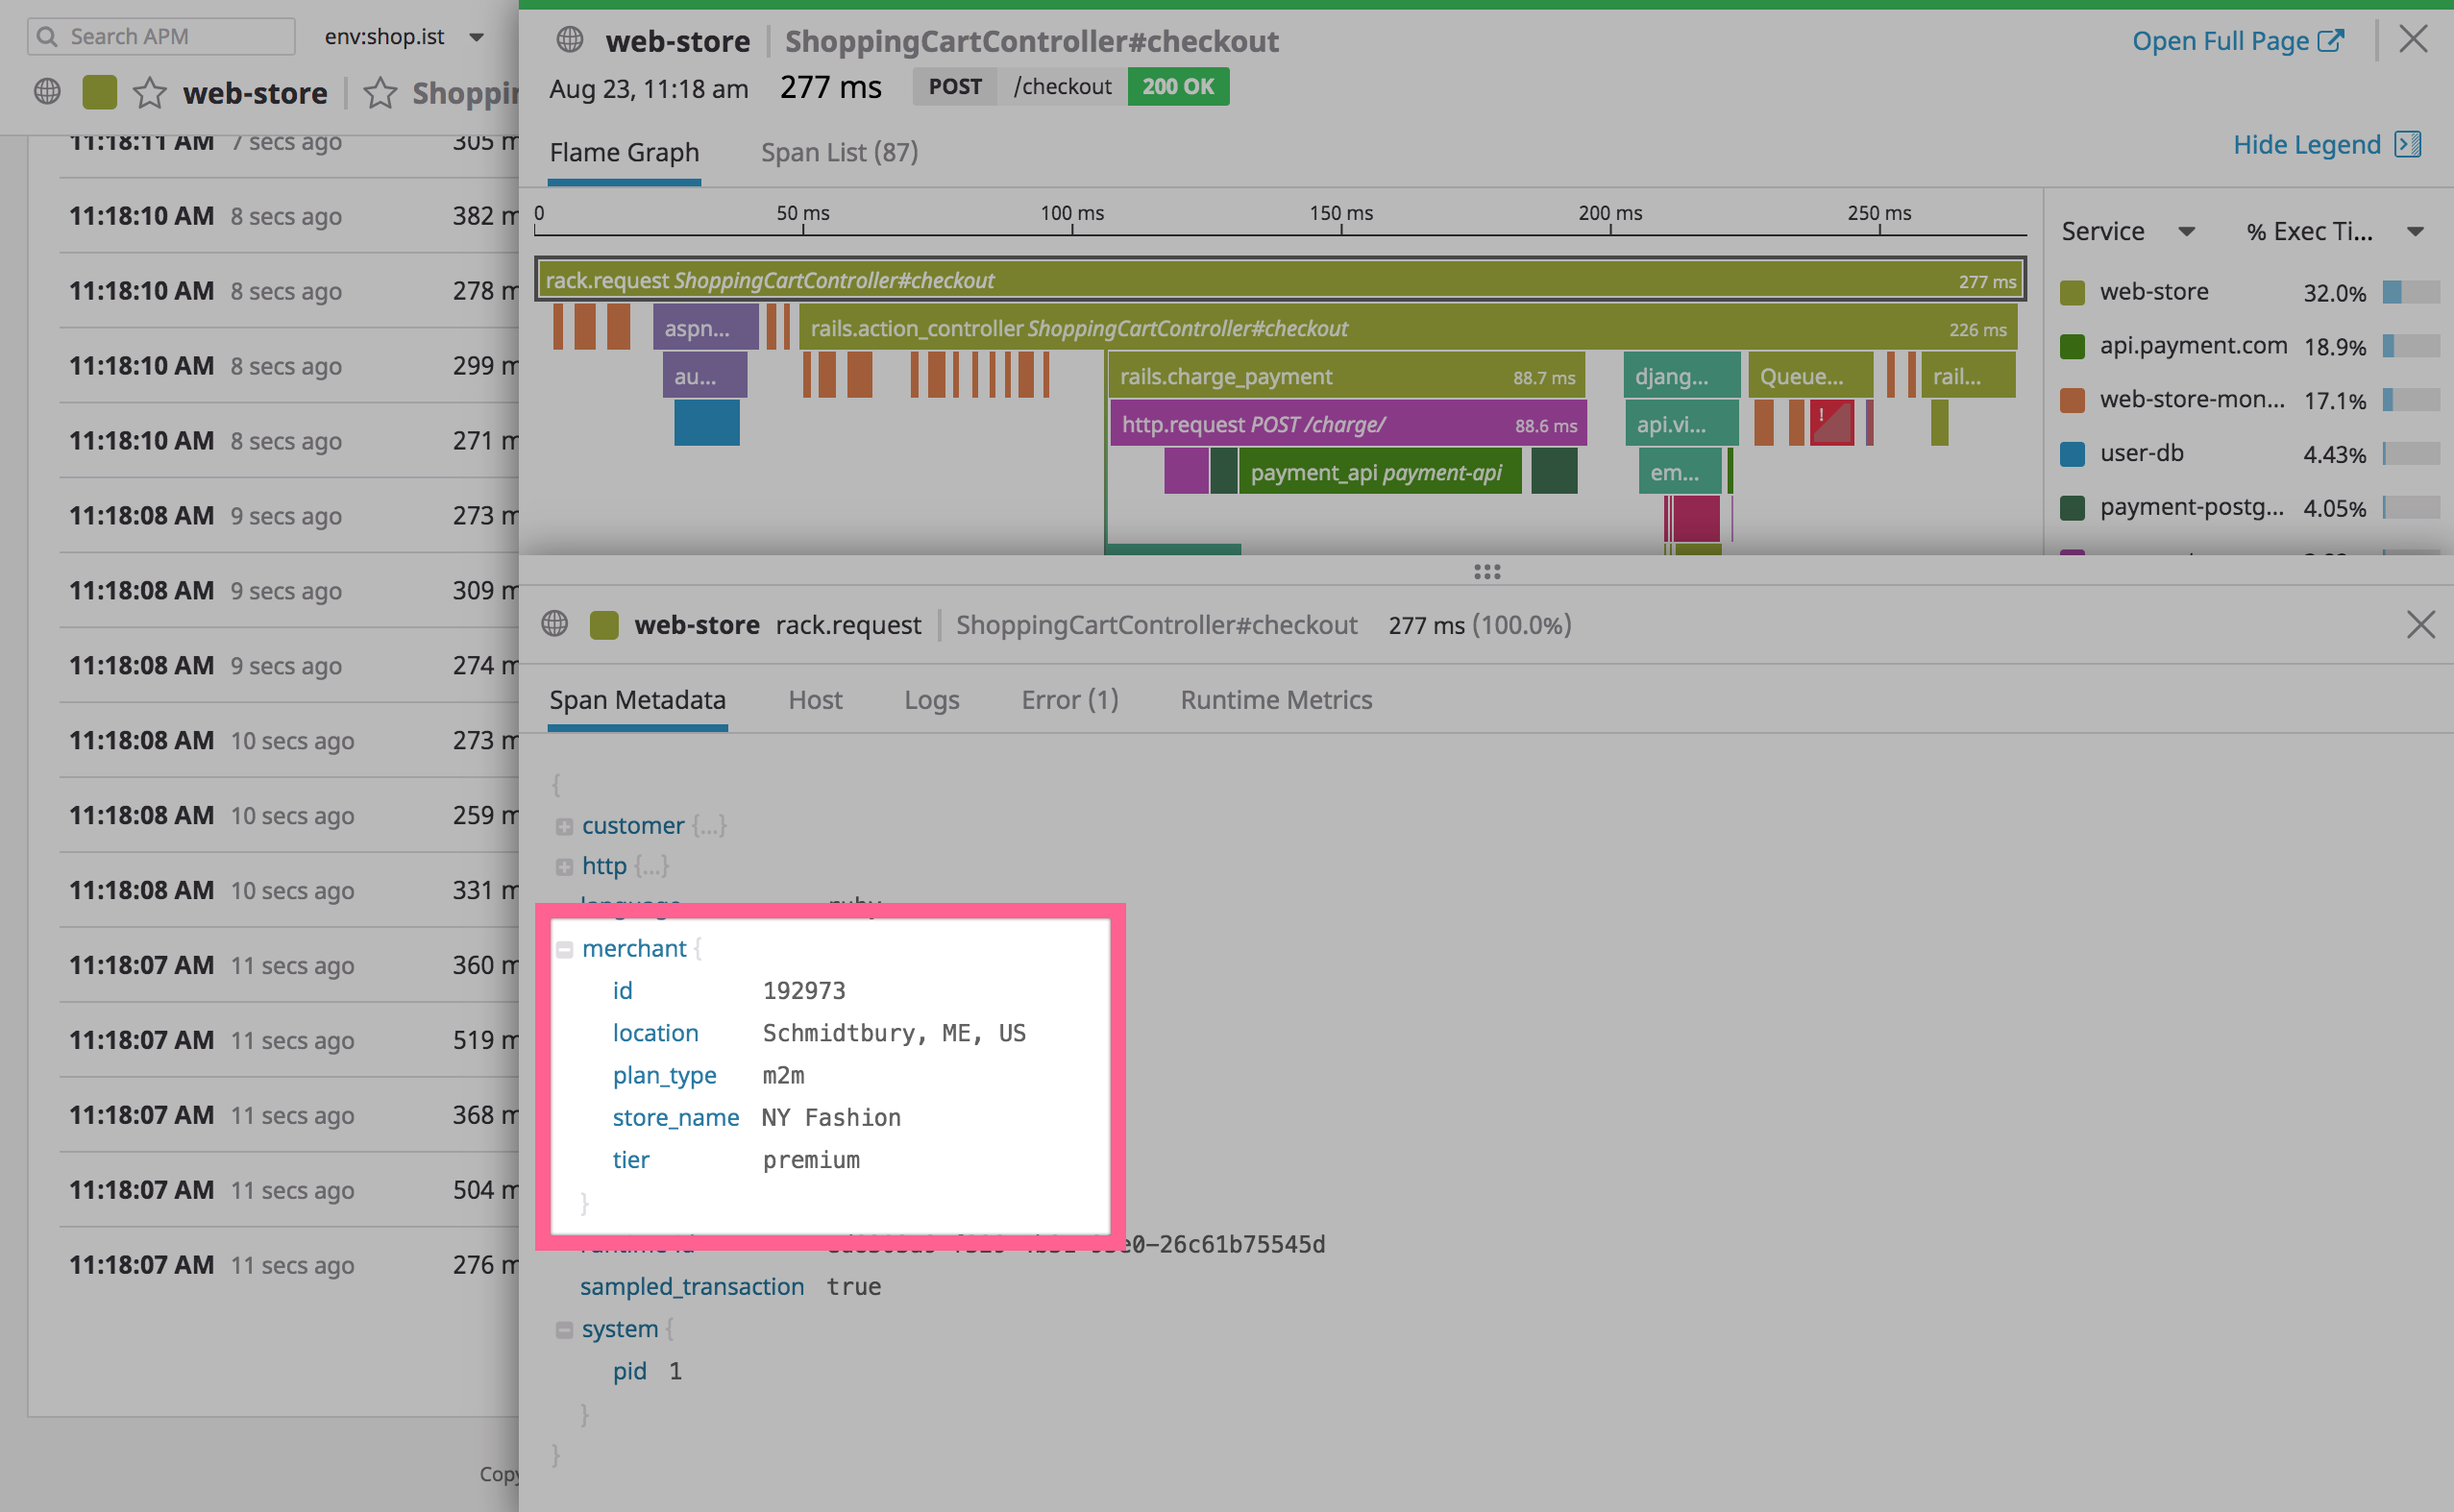 Search APM
env:shop.ist
web-store
Shoppin
11:18:11 AM 7 secs ago 305 m
11:18:10 AM 8 secs ago 382 m
11:18:10 AM 8 secs ago 278 m
11:18:10 AM 8 secs ago 299 m
11:18:10 AM 8 secs ago 271 m
11:18:08 AM 9 secs ago 273 m
11:18:08 AM 9 secs ago 309 m
11:18:08 AM 9 secs ago 274 m
11:18:08 AM 10 secs ago 273 m
11:18:08 AM 10 secs ago 259 m
11:18:08 AM 10 secs ago 331 m
11:18:07 AM 11 secs ago 360 m
11:18:07 AM 11 secs ago 519 m
11:18:07 AM 11 secs ago 368 m
11:18:07 AM 11 secs ago 504 m
11:18:07 AM 11 secs ago 276 m
Copy
web-store ShoppingCartController#checkout
Open Full Page
Aug 23, 11:18 am 277 ms POST /checkout 200 OK
Flame Graph Span List (87)
Hide Legend
0 50 ms 100 ms 150 ms 200 ms 250 ms
rack.request ShoppingCartController#checkout 277 ms
aspn... rails.action_controller ShoppingCartController#checkout 226 ms
au... rails.charge_payment 88.7 ms djang... Queue... rail...
http.request POST /charge/ 88.6 ms api.vi... !
payment_api payment-api em...
Service % Exec Ti...
web-store 32.0%
api.payment.com 18.9%
web-store-mon... 17.1%
user-db 4.43%
payment-postg... 4.05%
web-store rack.request ShoppingCartController#checkout 277 ms (100.0%)
Span Metadata Host Logs Error (1) Runtime Metrics
{
customer {...}
http {...}
language ruby
merchant {
id 192973
location Schmidtbury, ME, US
plan_type m2m
store_name NY Fashion
tier premium
}
e0-26c61b75545d
sampled_transaction true
system {
pid 1
}
}